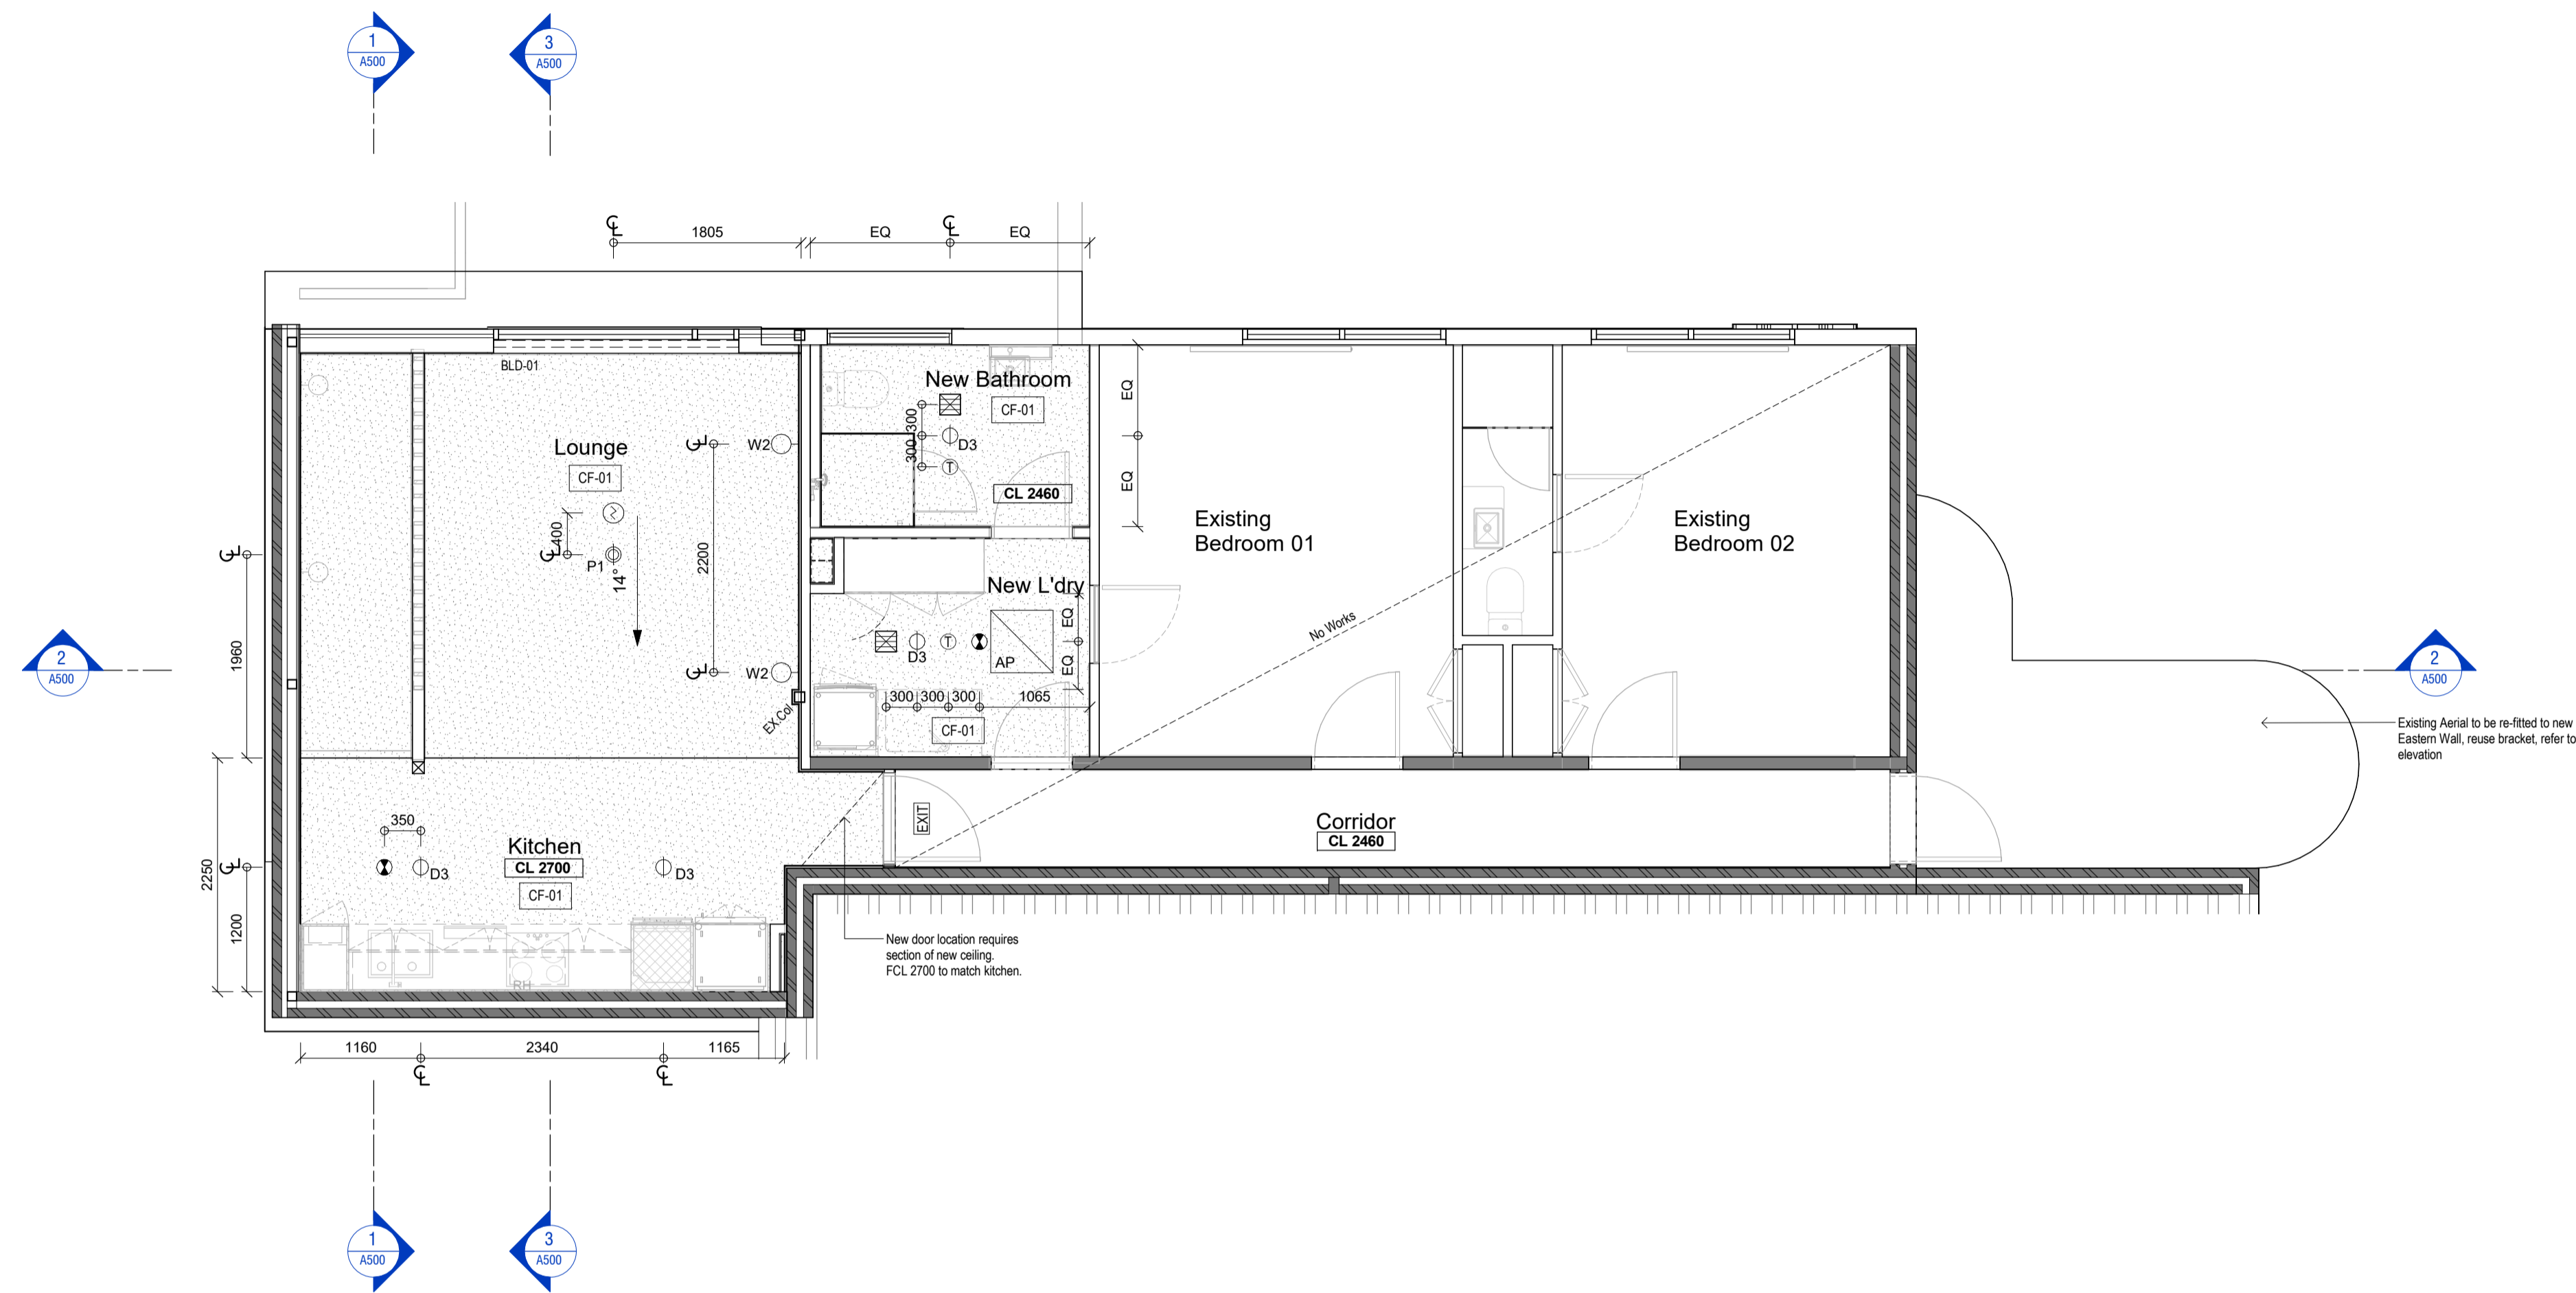 1
A500
3
A500
℄
1805
EQ
℄
EQ
BLD-01
New Bathroom
CF-01
EQ
300
300
D3
T
CL 2460
EQ
Lounge
CF-01
℄
W2
400
℄
P1
14°
2200
℄
W2
EX.Col
℄
1960
2
A500
New L'dry
EQ
D3
T
AP
EQ
300
300
300
1065
CF-01
Existing
Bedroom 01
Existing
Bedroom 02
No Works
2
A500
Existing Aerial to be re-fitted to new
Eastern Wall, reuse bracket, refer to
elevation
350
Kitchen
CL 2700
CF-01
D3
D3
EXIT
Corridor
CL 2460
2250
℄
1200
RH
New door location requires
section of new ceiling.
FCL 2700 to match kitchen.
1160
2340
1165
℄
℄
1
A500
3
A500